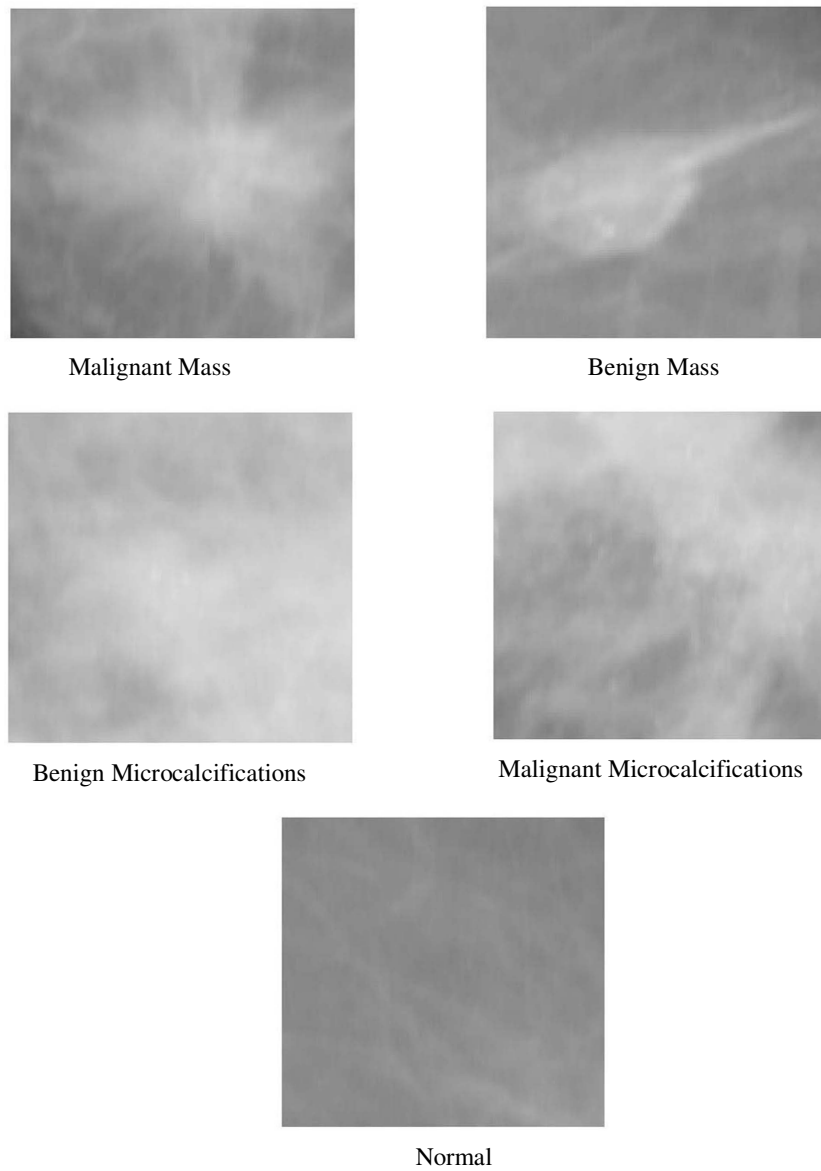 Malignant Mass
Benign Mass
Benign Microcalcifications
Malignant Microcalcifications
Normal